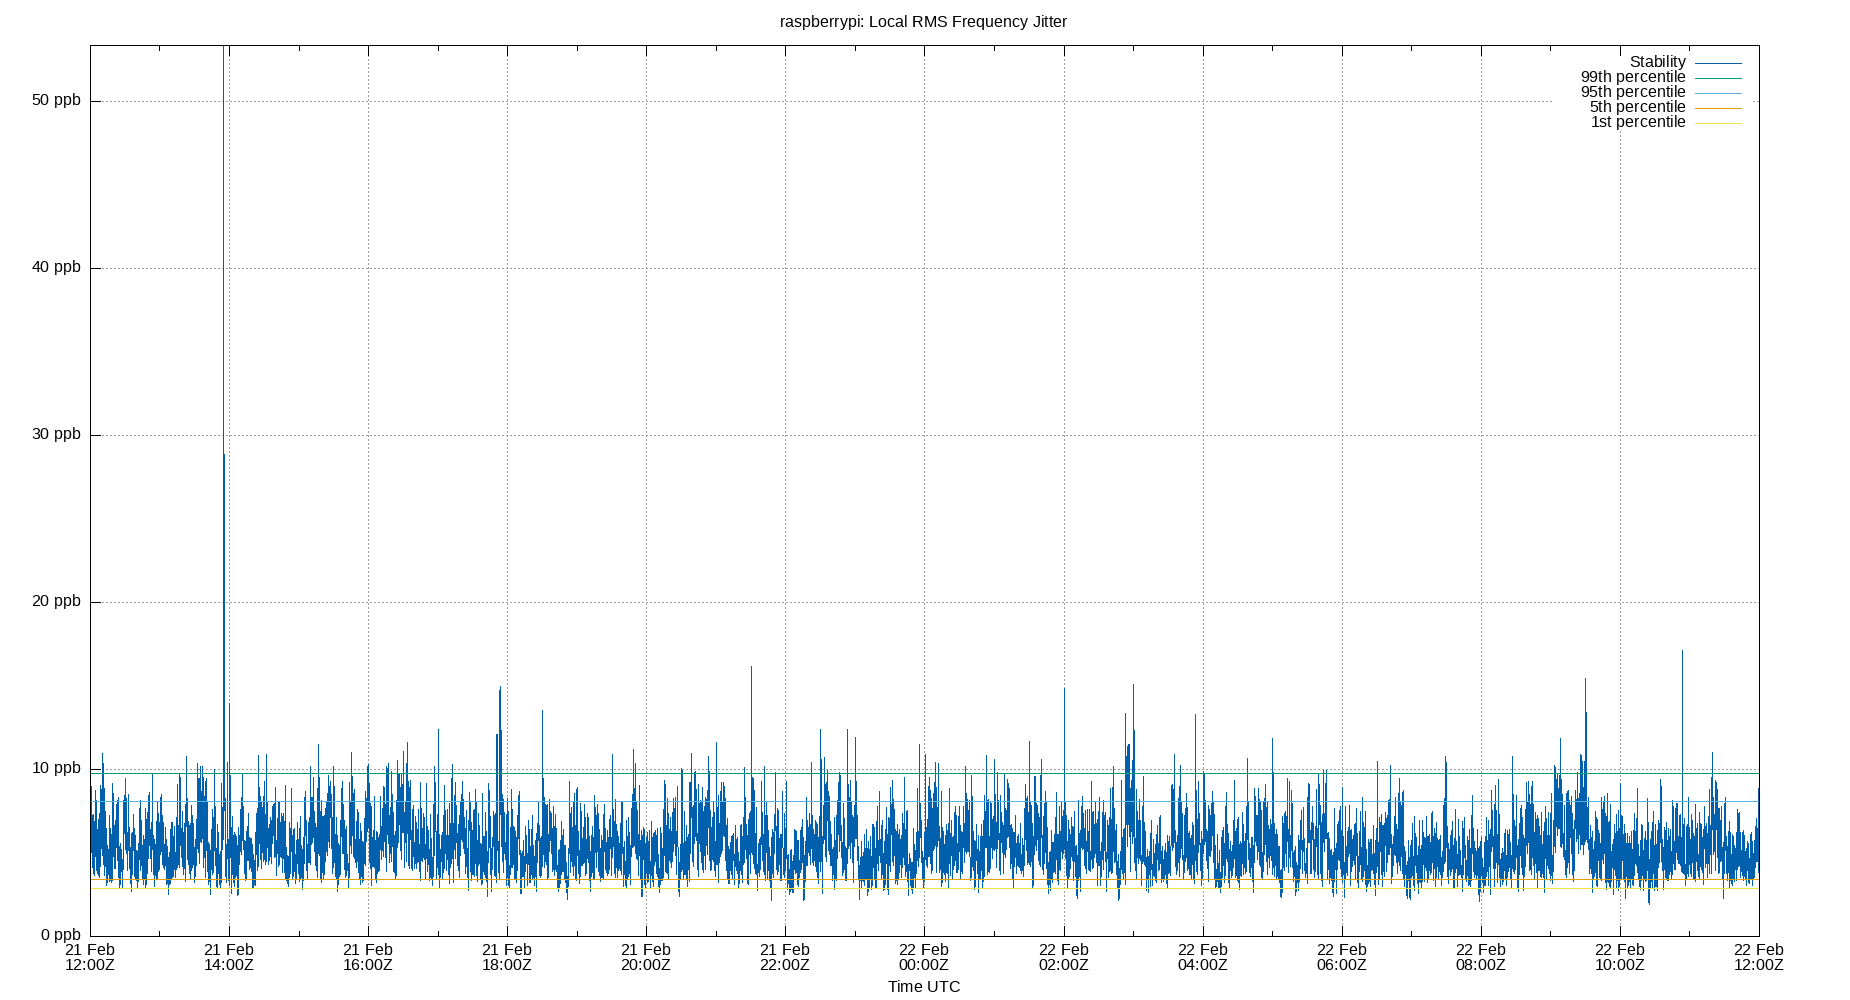 raspberrypi: Local RMS Frequency Jitter
Stability
99th percentile
95th percentile
5th percentile
1st percentile
50 ppb
40 ppb
30 ppb
20 ppb
10 ppb
0 ppb
21 Feb 21 Feb 21 Feb 21 Feb 21 Feb 21 Feb 22 Feb 22 Feb 22 Feb 22 Feb 22 Feb 22 Feb 22 Feb
12:00Z 14:00Z 16:00Z 18:00Z 20:00Z 22:00Z 00:00Z 02:00Z 04:00Z 06:00Z 08:00Z 10:00Z 12:00Z
Time UTC